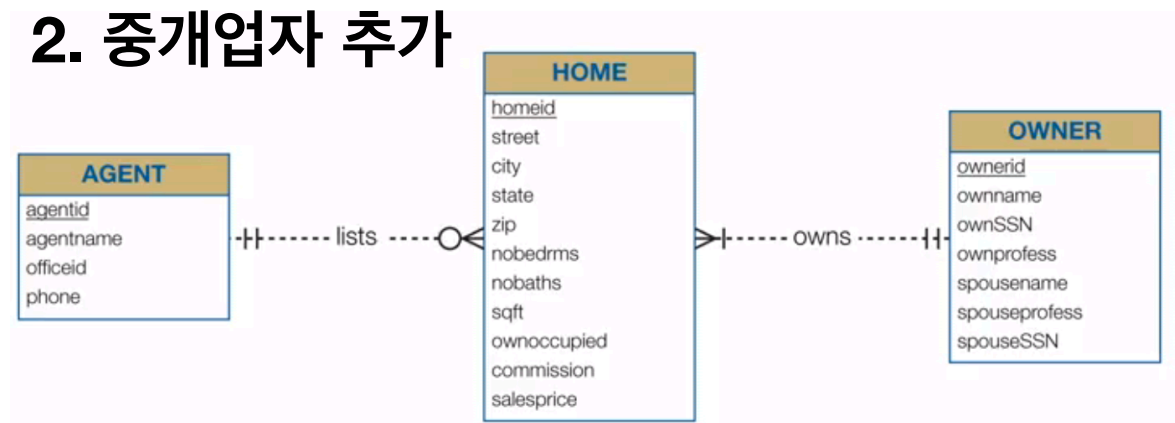 2. 중개업자 추가
AGENT
agentid
agentname
officeid
phone
lists
HOME
homeid
street
city
state
zip
nobedrms
nobaths
sqft
ownoccupied
commission
salesprice
owns
OWNER
ownerid
ownname
ownSSN
ownprofess
spousename
spouseprofess
spouseSSN